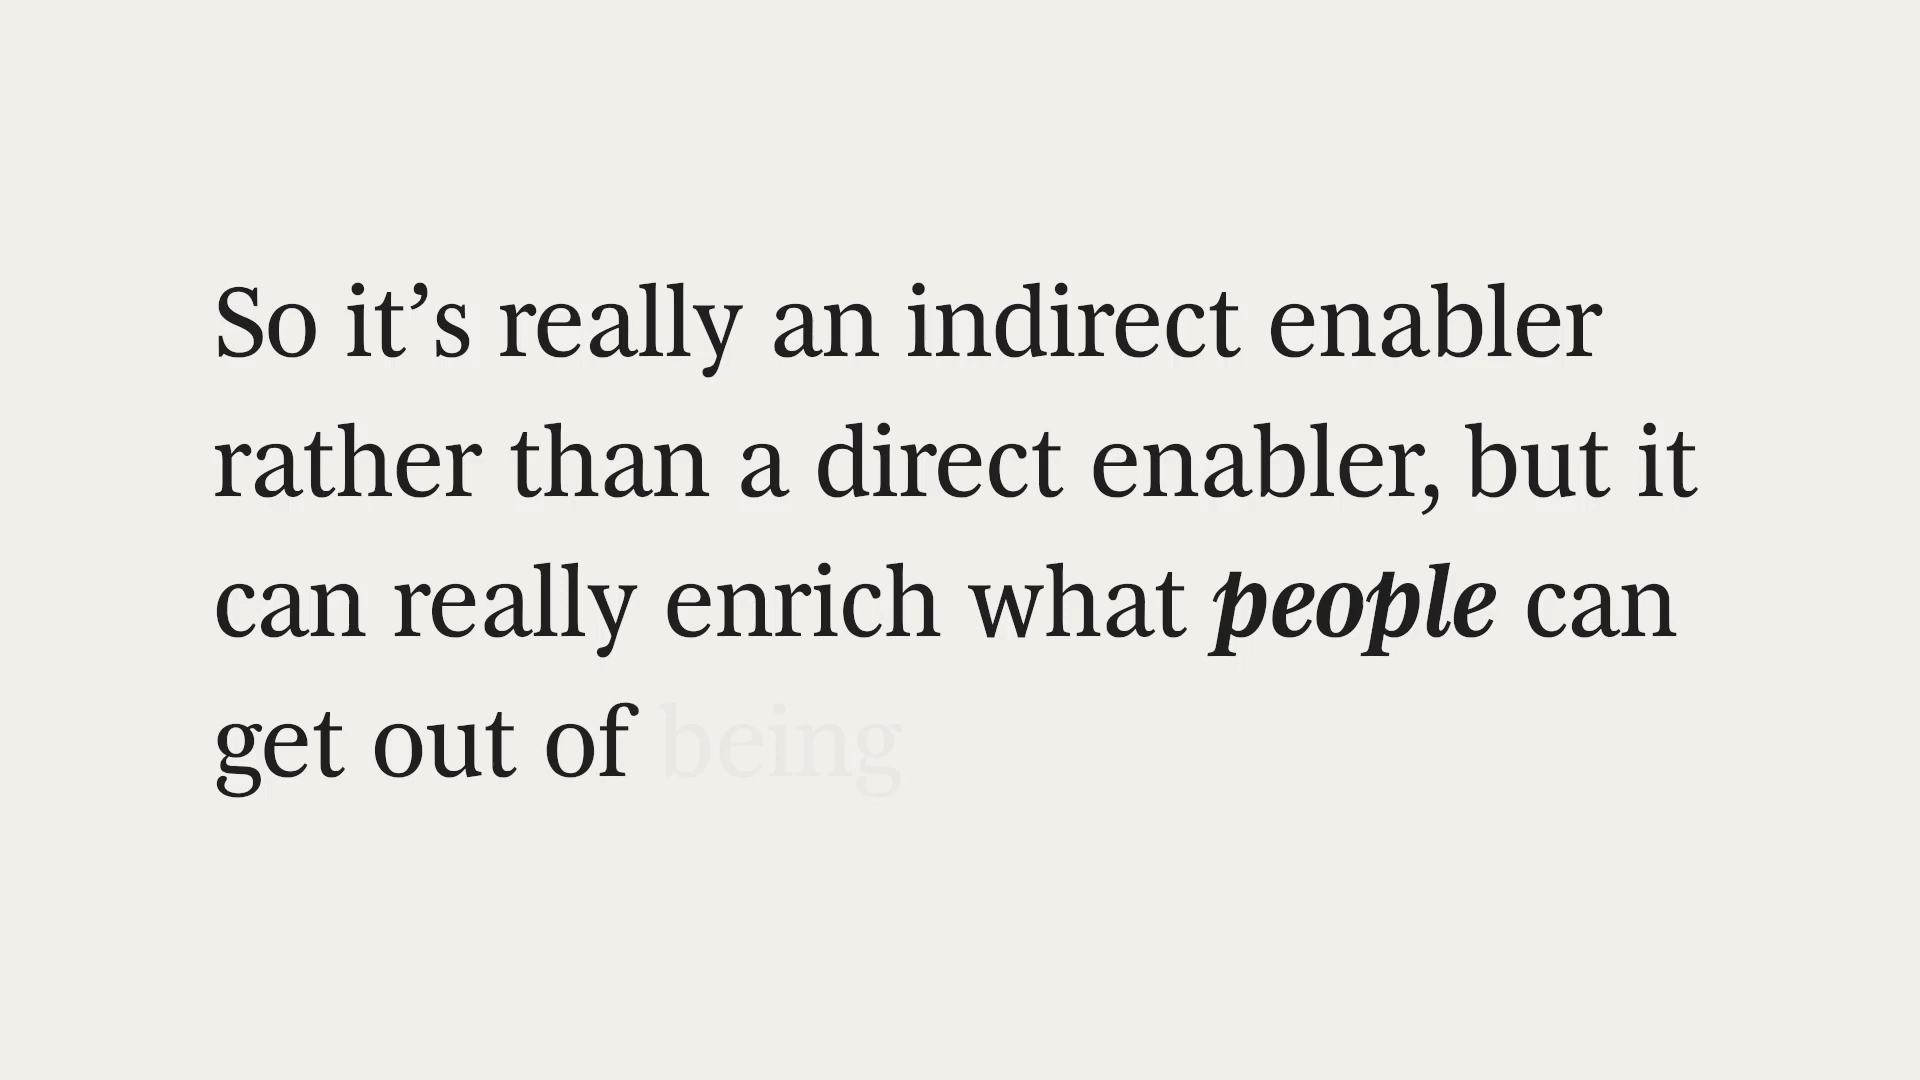 So it’s really an indirect enabler
rather than a direct enabler, but it
can really enrich what people can
get out of being